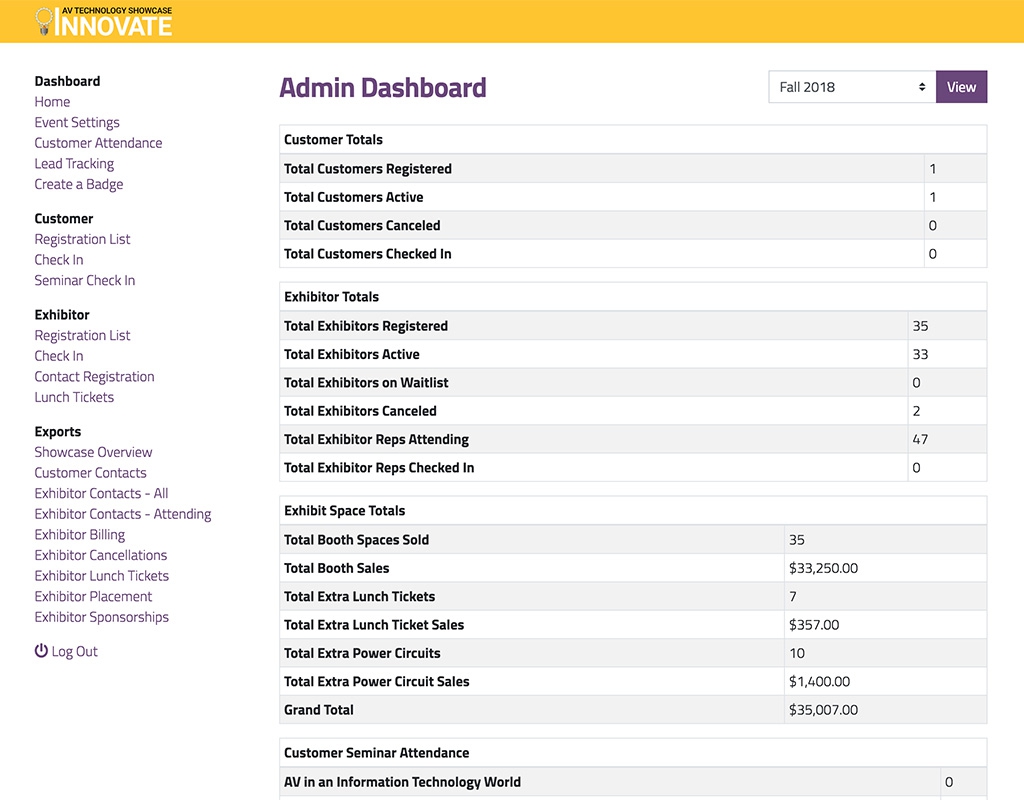 AV TECHNOLOGY SHOWCASE
INNOVATE
Dashboard
Home
Event Settings
Customer Attendance
Lead Tracking
Create a Badge
Customer
Registration List
Check In
Seminar Check In
Exhibitor
Registration List
Check In
Contact Registration
Lunch Tickets
Exports
Showcase Overview
Customer Contacts
Exhibitor Contacts - All
Exhibitor Contacts - Attending
Exhibitor Billing
Exhibitor Cancellations
Exhibitor Lunch Tickets
Exhibitor Placement
Exhibitor Sponsorships
Log Out
Admin Dashboard
Fall 2018 View
Customer Totals
Total Customers Registered 1
Total Customers Active 1
Total Customers Canceled 0
Total Customers Checked In 0
Exhibitor Totals
Total Exhibitors Registered 35
Total Exhibitors Active 33
Total Exhibitors on Waitlist 0
Total Exhibitors Canceled 2
Total Exhibitor Reps Attending 47
Total Exhibitor Reps Checked In 0
Exhibit Space Totals
Total Booth Spaces Sold 35
Total Booth Sales $33,250.00
Total Extra Lunch Tickets 7
Total Extra Lunch Ticket Sales $357.00
Total Extra Power Circuits 10
Total Extra Power Circuit Sales $1,400.00
Grand Total $35,007.00
Customer Seminar Attendance
AV in an Information Technology World 0